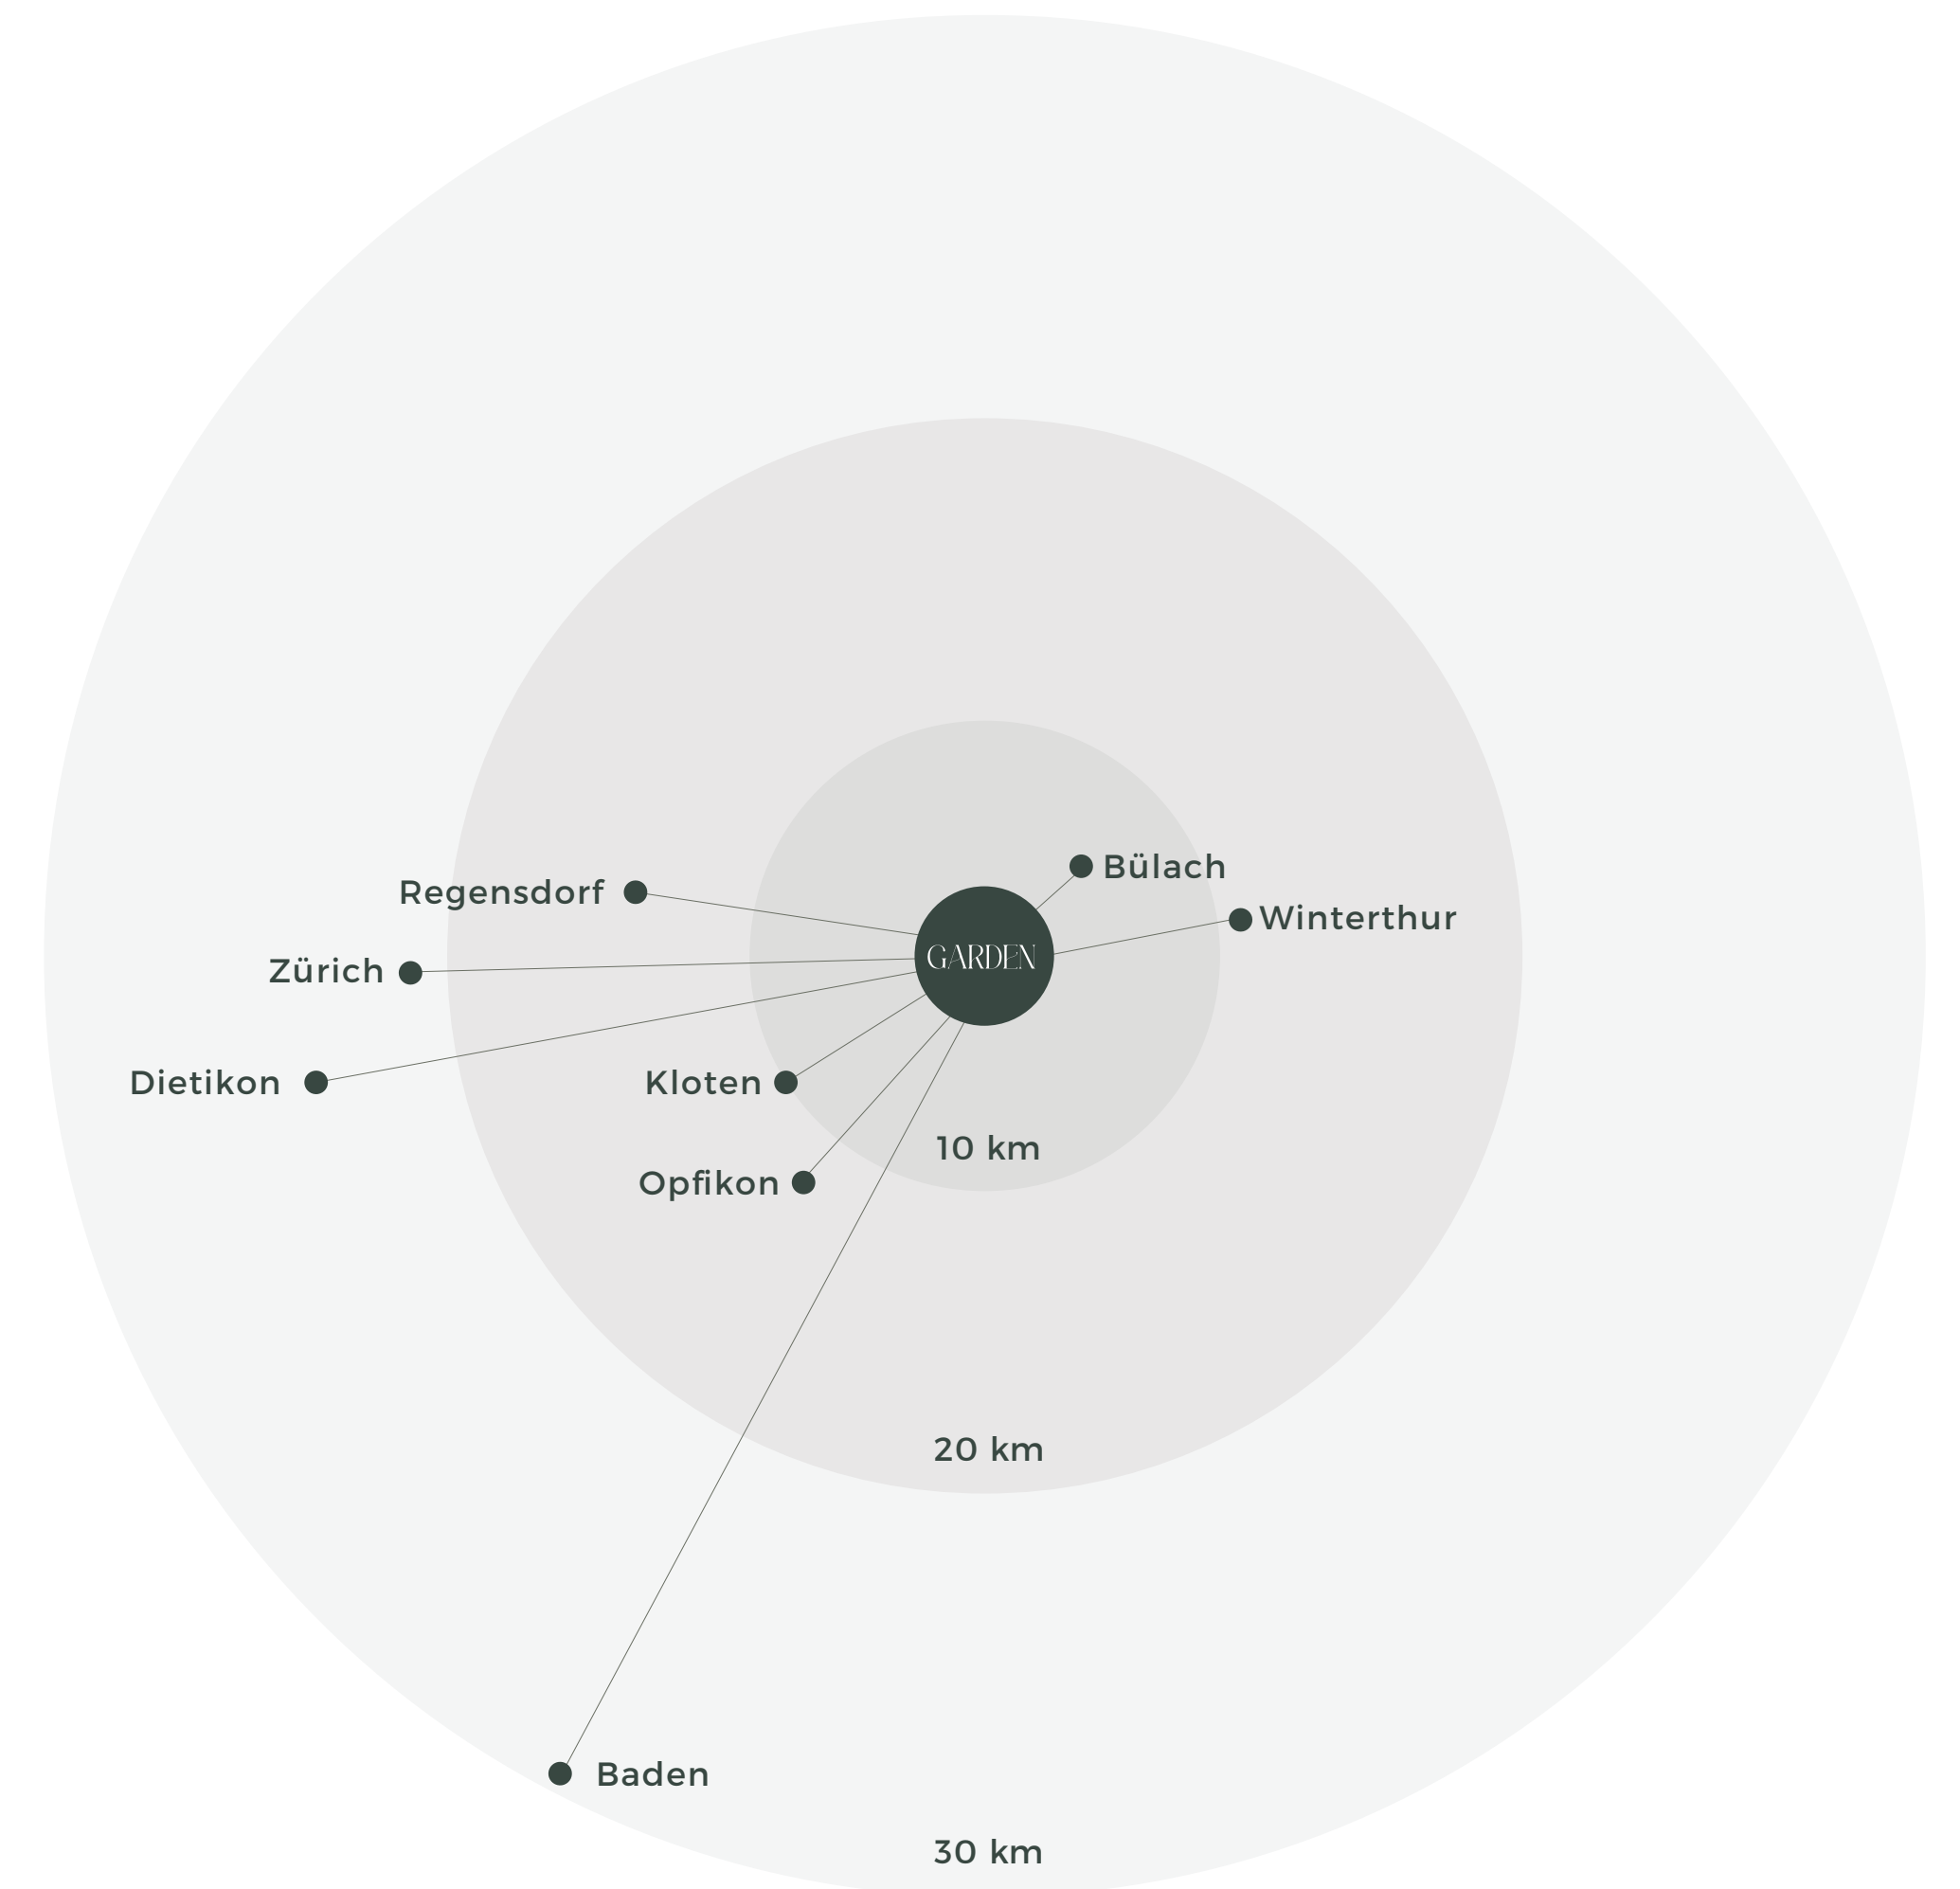 Bülach
Regensdorf
Winterthur
GARDEN
Zürich
Dietikon
Kloten
10 km
Opfikon
20 km
Baden
30 km